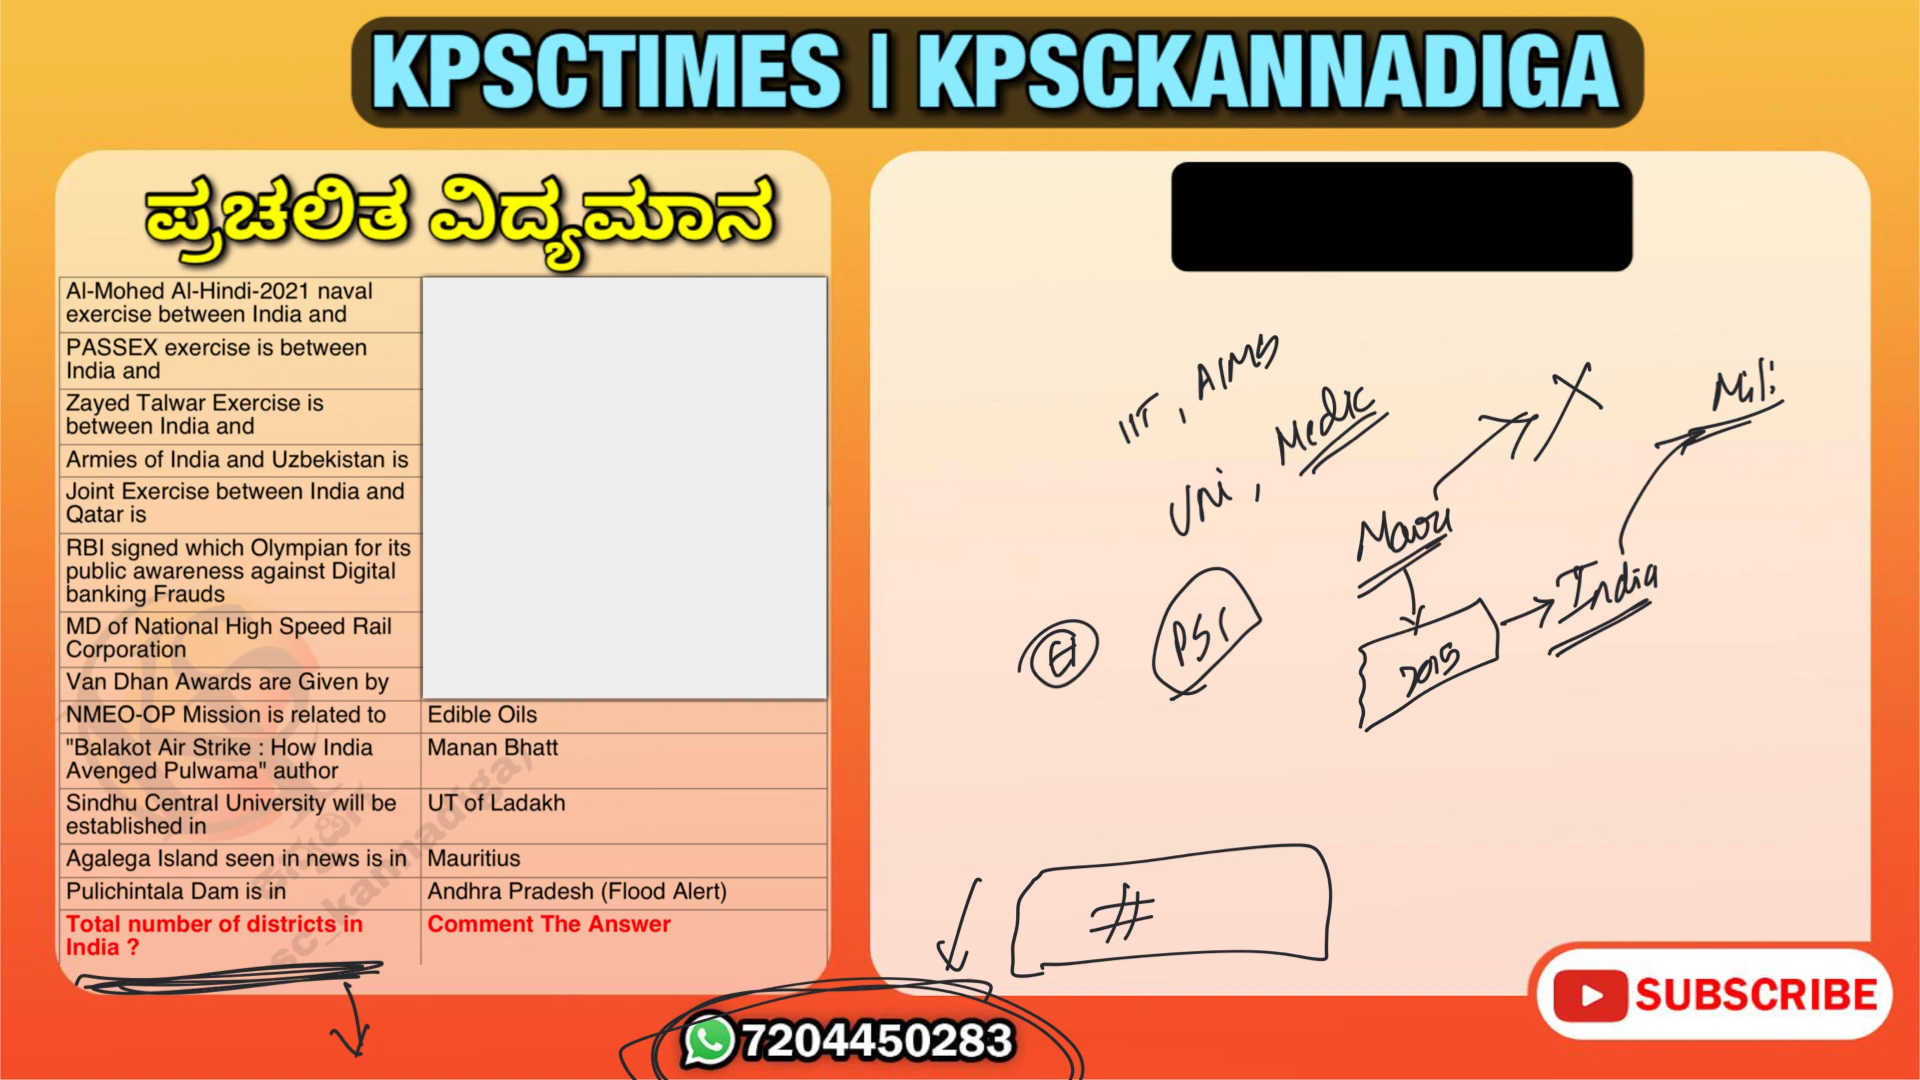 KPSCTIMES | KPSCKANNADIGA
ಪ್ರಚಲಿತ ವಿದ್ಯಮಾನ
Al-Mohed Al-Hindi-2021 naval
exercise between India and
PASSEX exercise is between
India and
Zayed Talwar Exercise is
between India and
Armies of India and Uzbekistan is
Joint Exercise between India and
Qatar is
RBI signed which Olympian for its
public awareness against Digital
banking Frauds
MD of National High Speed Rail
Corporation
Van Dhan Awards are Given by
NMEO-OP Mission is related to
Edible Oils
"Balakot Air Strike : How India
Avenged Pulwama" author
Manan Bhatt
Sindhu Central University will be
established in
UT of Ladakh
Agalega Island seen in news is in
Mauritius
Pulichintala Dam is in
Andhra Pradesh (Flood Alert)
Total number of districts in
India ?
Comment The Answer
IIT, AIMS
Uni, Medic
Mili
India
2015
PSI
#
7204450283
SUBSCRIBE